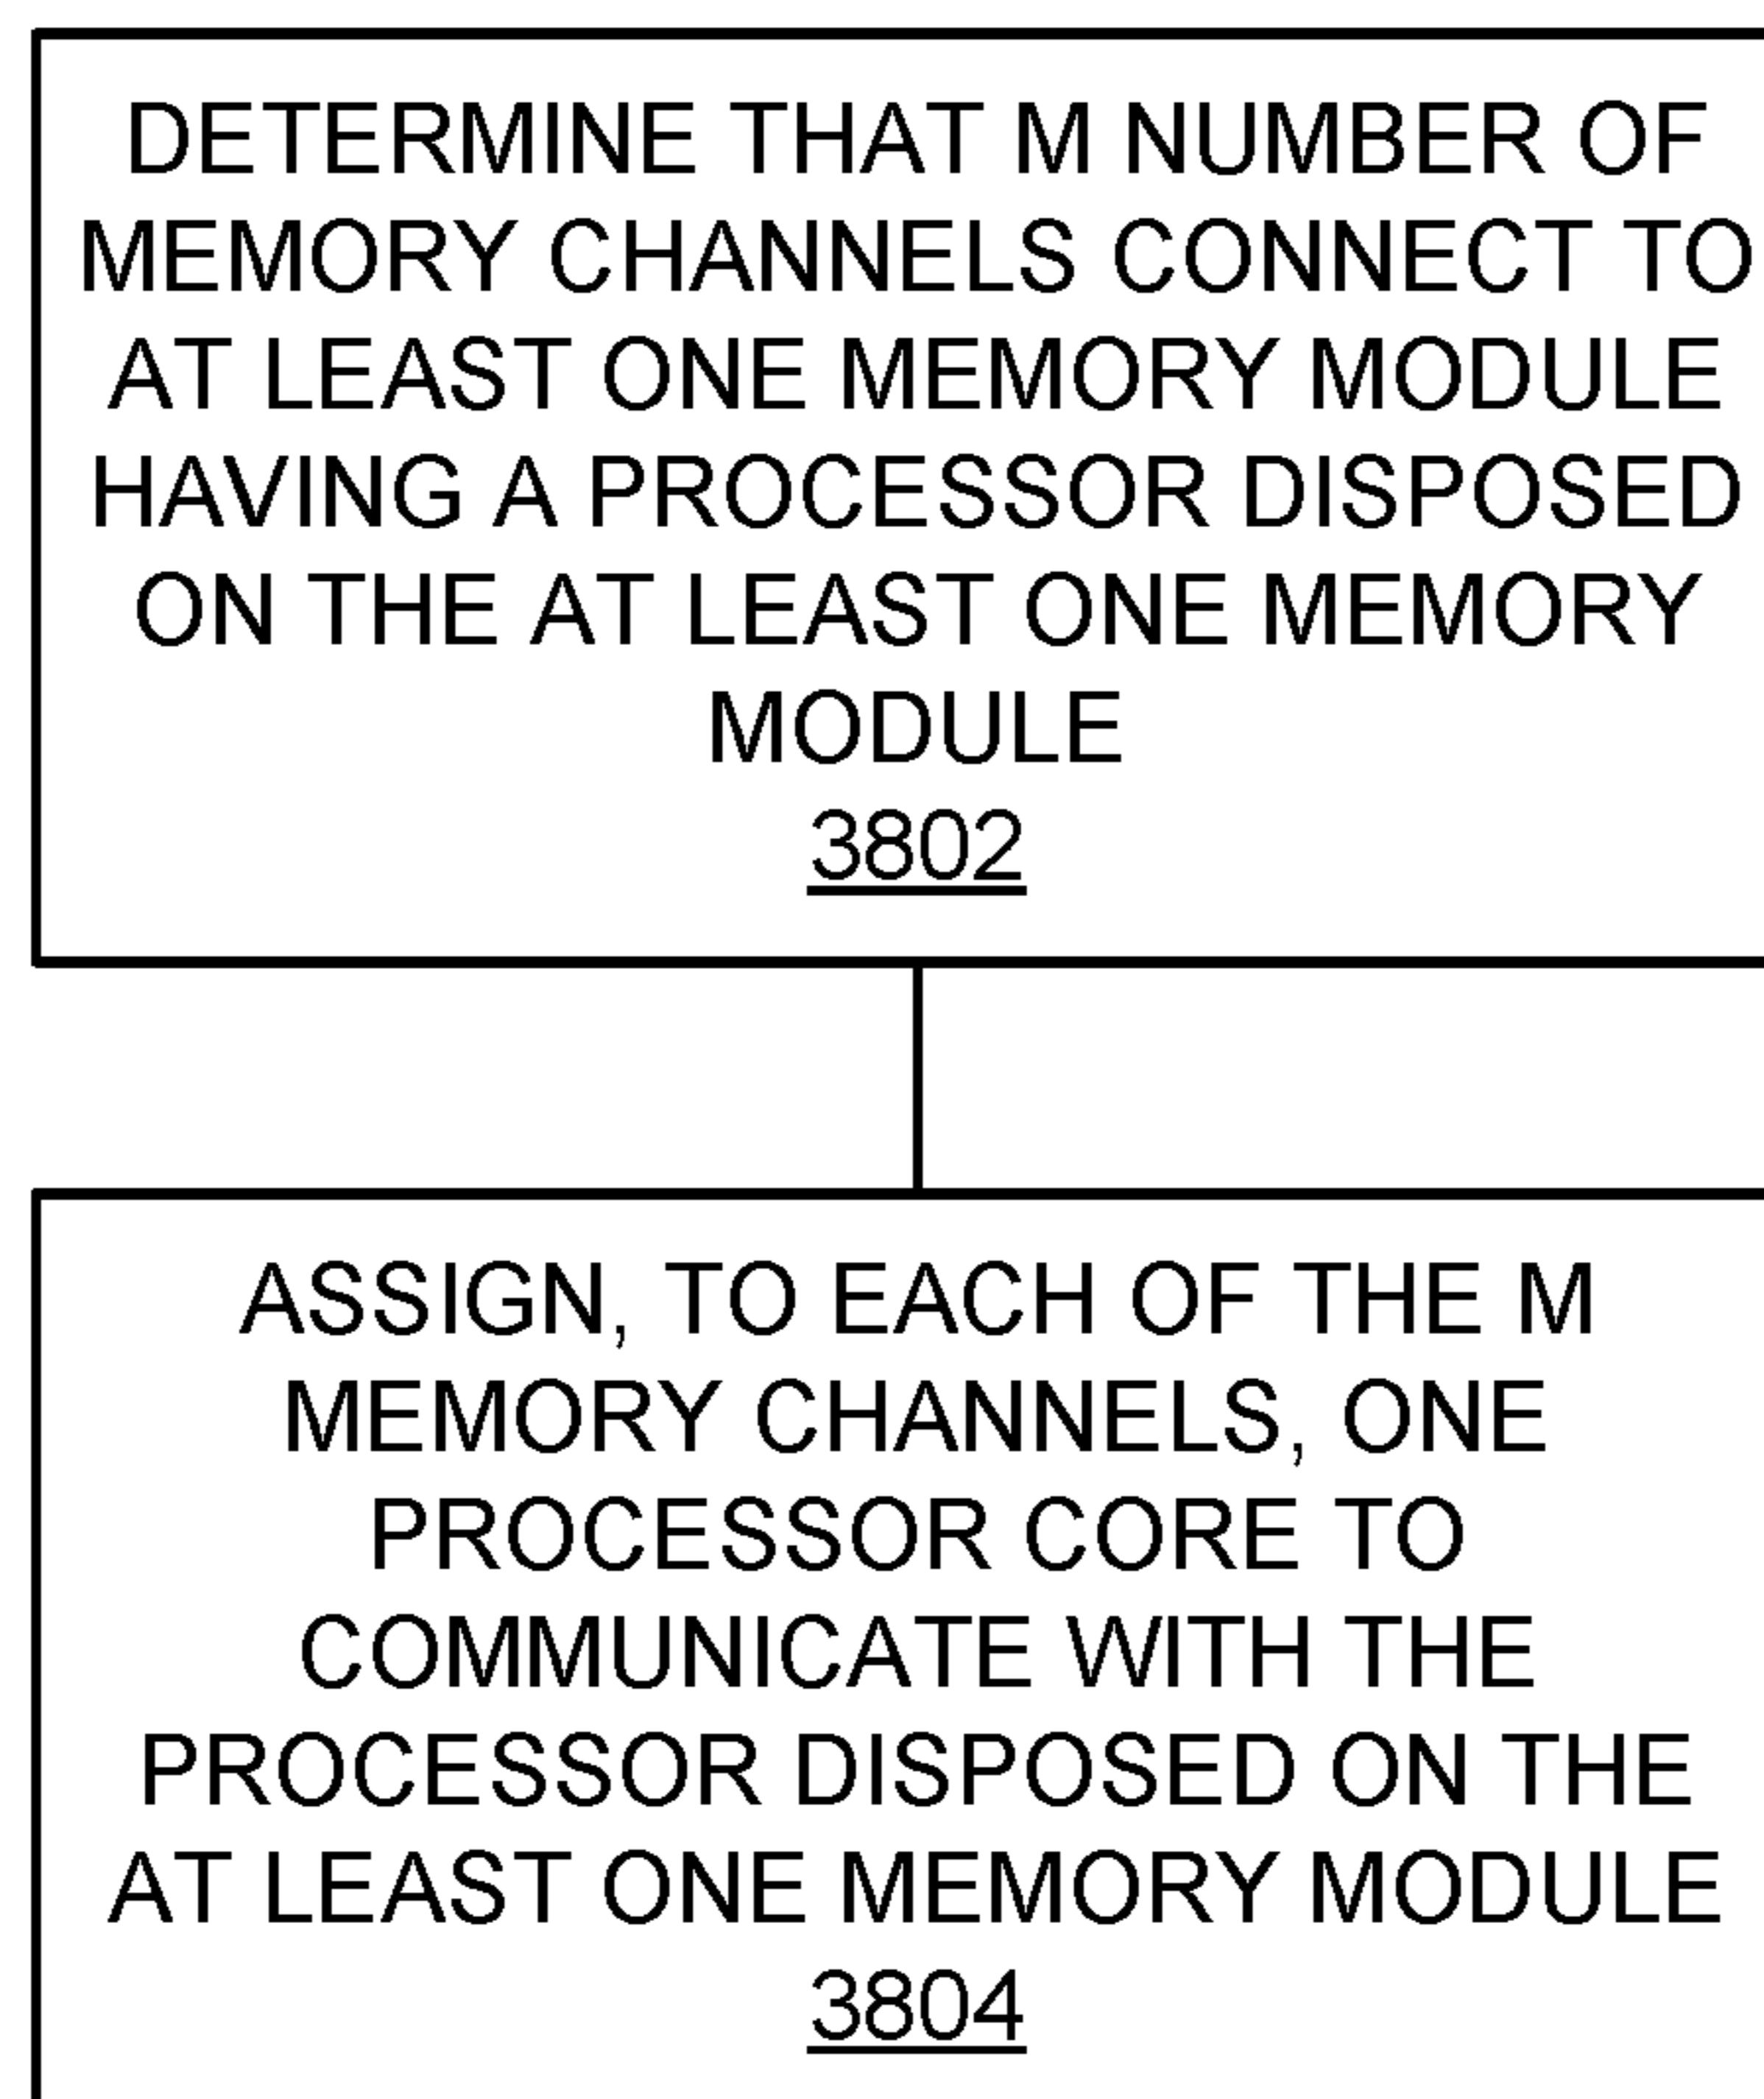 DETERMINE THAT M NUMBER OF
MEMORY CHANNELS CONNECT TO
AT LEAST ONE MEMORY MODULE
HAVING A PROCESSOR DISPOSED
ON THE AT LEAST ONE MEMORY
MODULE
3802
ASSIGN, TO EACH OF THE M
MEMORY CHANNELS, ONE
PROCESSOR CORE TO
COMMUNICATE WITH THE
PROCESSOR DISPOSED ON THE
AT LEAST ONE MEMORY MODULE
3804